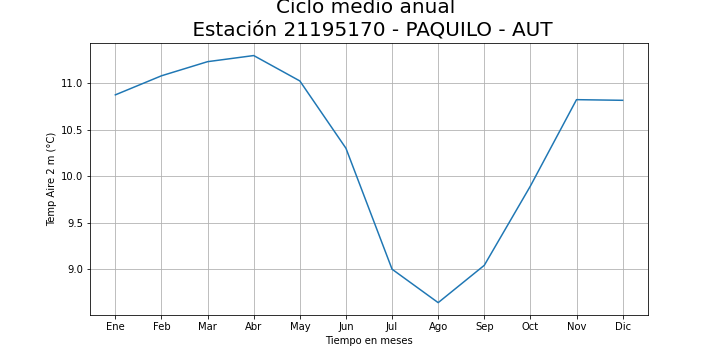 Ciclo medio anual
Estación 21195170 - PAQUILO - AUT
Temp Aire 2 m (°C)
11.0
10.5
10.0
9.5
9.0
Ene Feb Mar Abr May Jun Jul Ago Sep Oct Nov Dic
Tiempo en meses